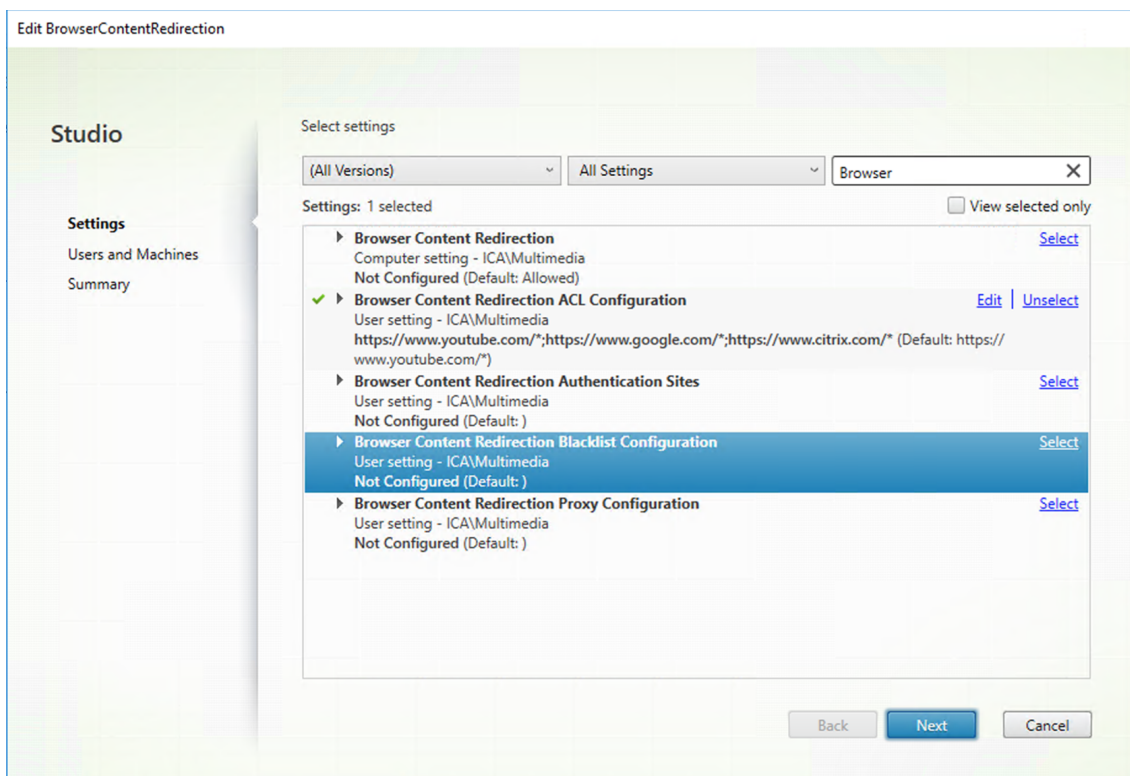 Edit BrowserContentRedirection
Studio
Settings
Users and Machines
Summary
Select settings
(All Versions)
All Settings
Browser
Settings: 1 selected
View selected only
Browser Content Redirection
Select
Computer setting - ICA\Multimedia
Not Configured (Default: Allowed)
Browser Content Redirection ACL Configuration
Edit | Unselect
User setting - ICA\Multimedia
https://www.youtube.com/*;https://www.google.com/*;https://www.citrix.com/* (Default: https://
www.youtube.com/*)
Browser Content Redirection Authentication Sites
Select
User setting - ICA\Multimedia
Not Configured (Default: )
Browser Content Redirection Blacklist Configuration
Select
User setting - ICA\Multimedia
Not Configured (Default: )
Browser Content Redirection Proxy Configuration
Select
User setting - ICA\Multimedia
Not Configured (Default: )
Back
Next
Cancel